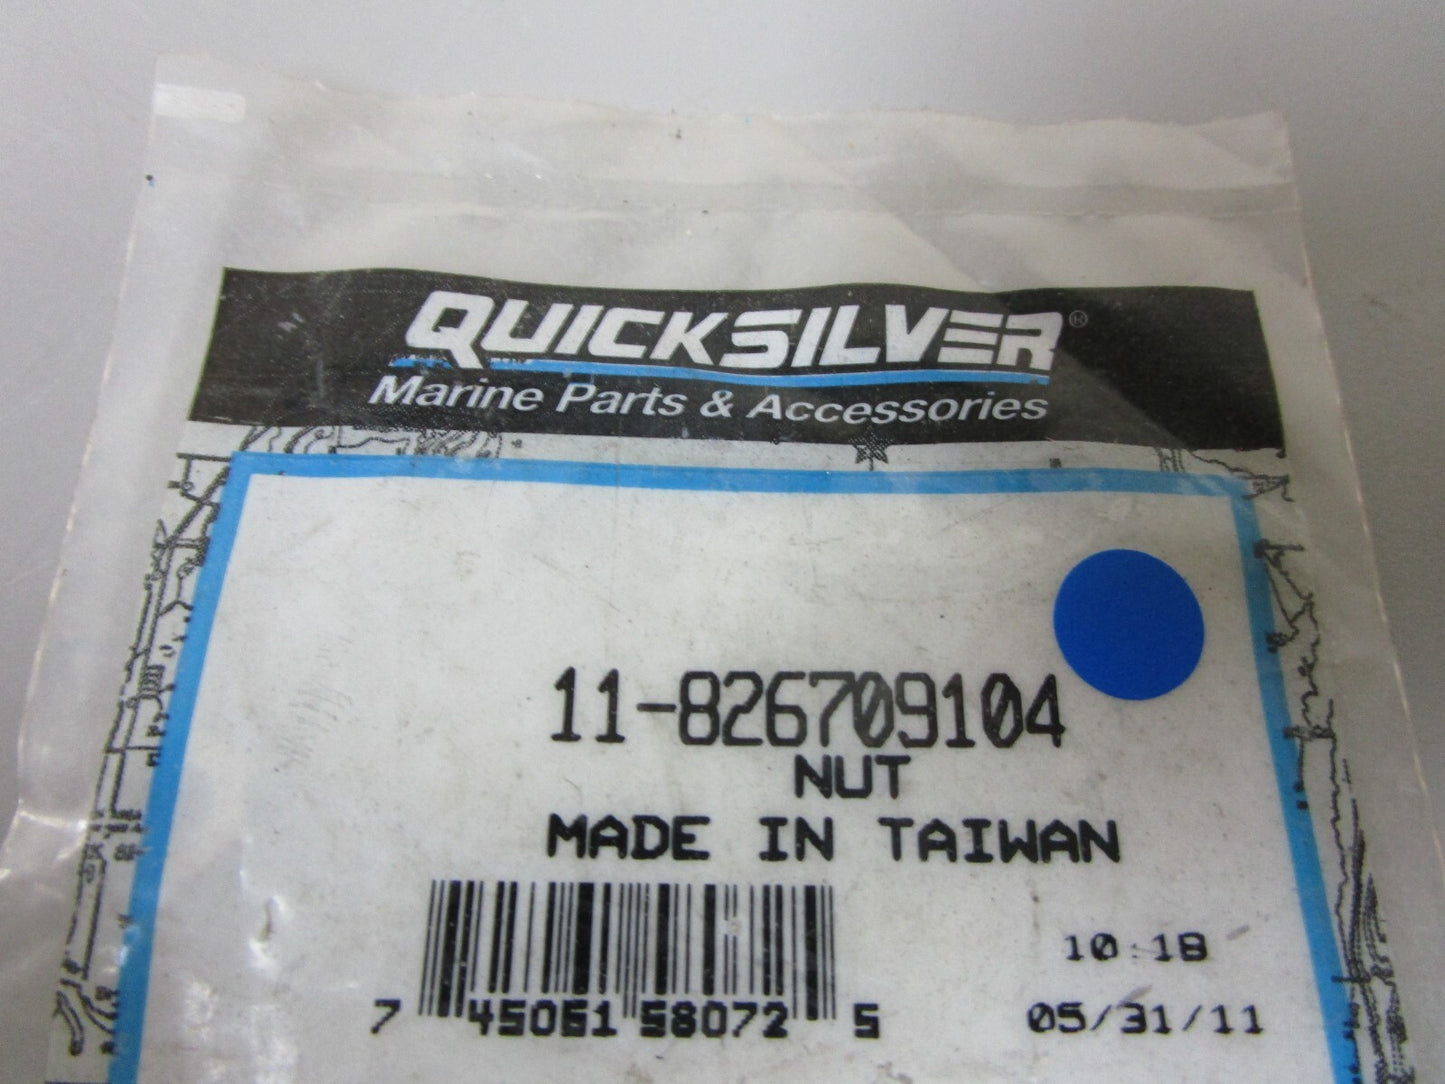 QUICKSILVER®
Marine Parts & Accessories
11-826709104
NUT
MADE IN TAIWAN
10:18
7 45061 58072 5
05/31/11